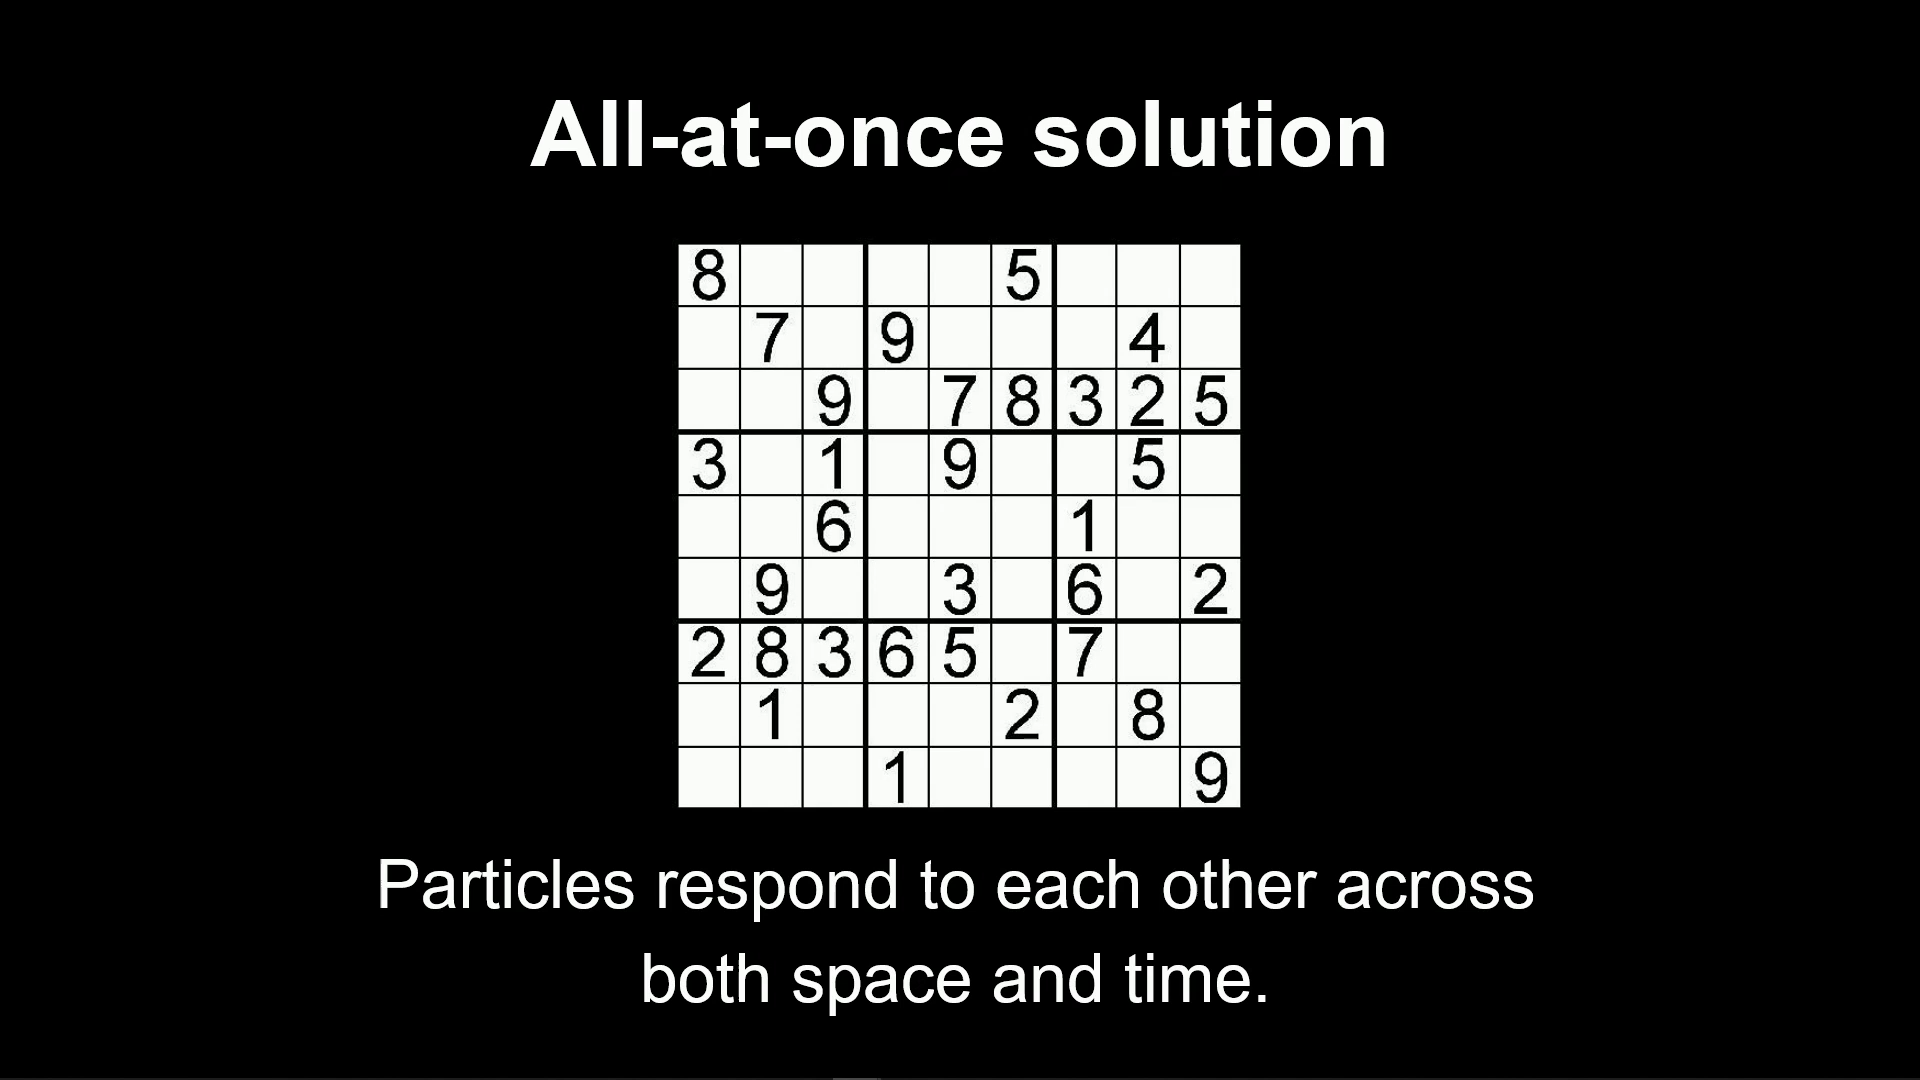 All-at-once solution
8 5
7 9 4
9 7 8 3 2 5
3 1 9 5
6 1
9 3 6 2
2 8 3 6 5 7
1 2 8
1 9
Particles respond to each other across
both space and time.